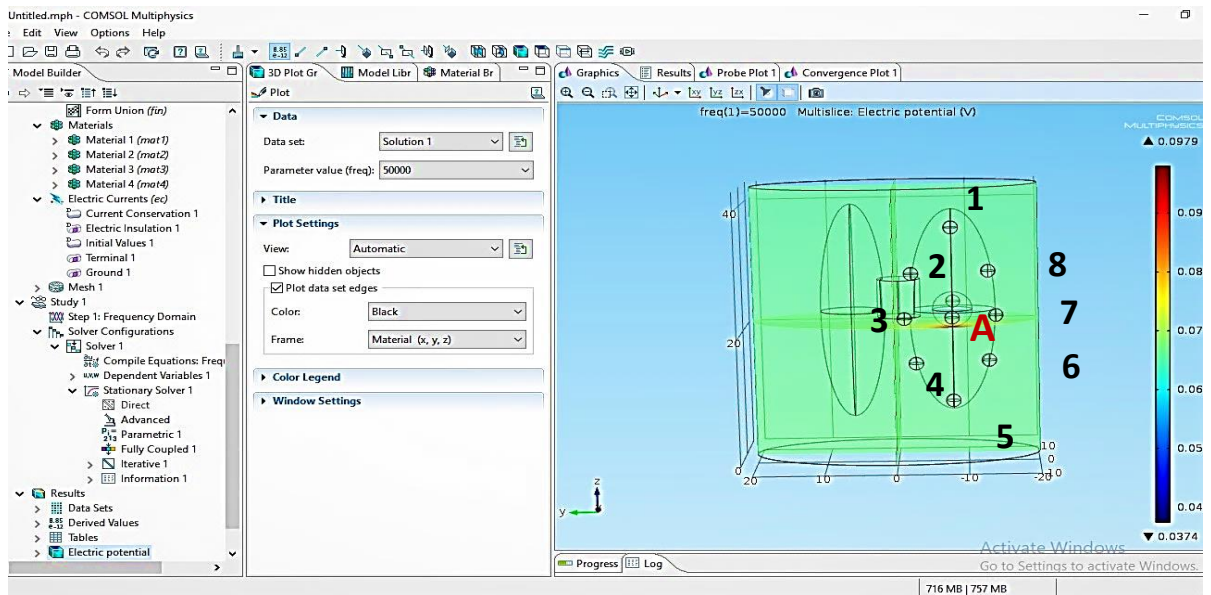 Untitled.mph - COMSOL Multiphysics
Edit View Options Help
Model Builder
Form Union (fin)
Materials
Material 1 (mat1)
Material 2 (mat2)
Material 3 (mat3)
Material 4 (mat4)
Electric Currents (ec)
Current Conservation 1
Electric Insulation 1
Initial Values 1
Terminal 1
Ground 1
Mesh 1
Study 1
Step 1: Frequency Domain
Solver Configurations
Solver 1
Compile Equations: Frequ
Dependent Variables 1
Stationary Solver 1
Direct
Advanced
Parametric 1
Fully Coupled 1
Iterative 1
Information 1
Results
Data Sets
Derived Values
Tables
Electric potential
3D Plot Gr Model Libr Material Br
Plot
Data
Data set: Solution 1
Parameter value (freq): 50000
Title
Plot Settings
View: Automatic
Show hidden objects
Plot data set edges
Color: Black
Frame: Material (x, y, z)
Color Legend
Window Settings
Graphics Results Probe Plot 1 Convergence Plot 1
freq(1)=50000 Multislice: Electric potential (V)
COMSOL
MULTIPHYSICS
▲ 0.0979
0.09
0.08
0.07
0.06
0.05
0.04
▼ 0.0374
40
20
0
20 10 0 -10 -20
10
0
-10
1
2
3
4
5
6
7
8
A
z
y
Activate Windows
Go to Settings to activate Windows.
Progress Log
716 MB | 757 MB